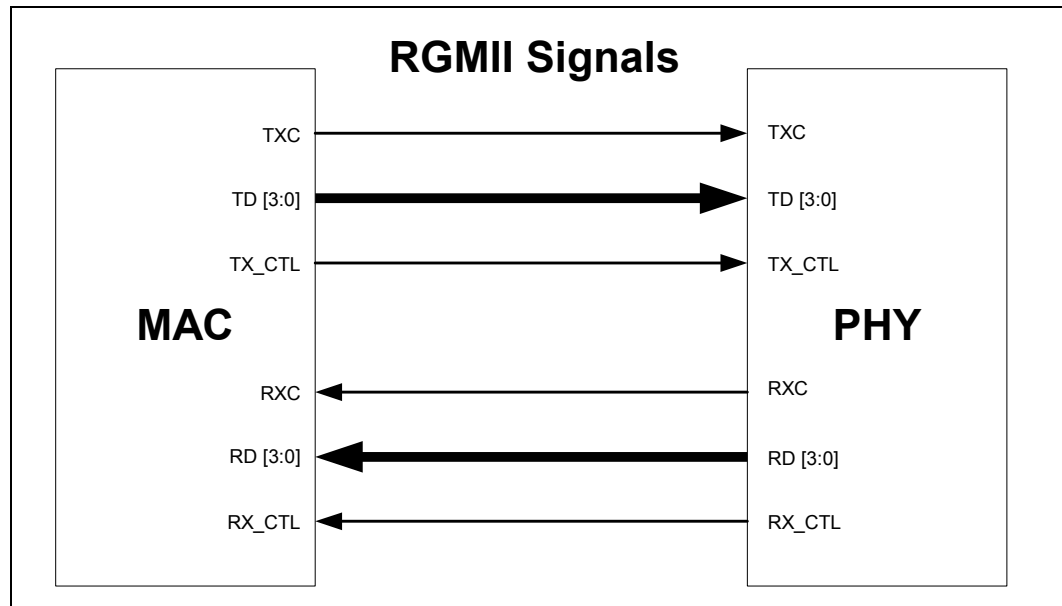 RGMII Signals
TXC TXC
TD [3:0] TD [3:0]
TX_CTL TX_CTL
MAC PHY
RXC RXC
RD [3:0] RD [3:0]
RX_CTL RX_CTL